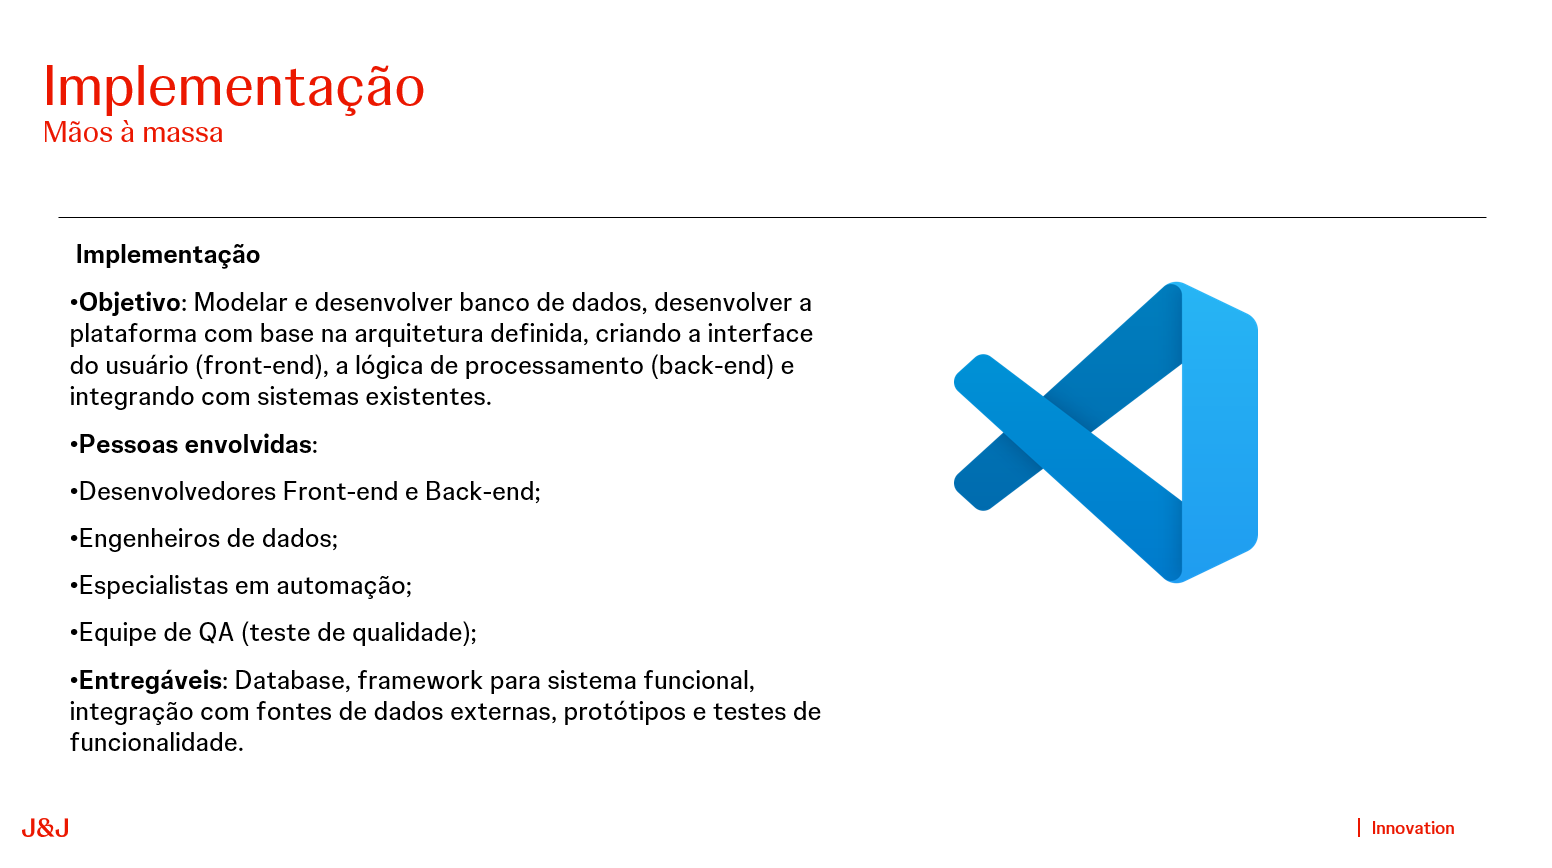 Implementação
Mãos à massa
Implementação
•Objetivo: Modelar e desenvolver banco de dados, desenvolver a
plataforma com base na arquitetura definida, criando a interface
do usuário (front-end), a lógica de processamento (back-end) e
integrando com sistemas existentes.
•Pessoas envolvidas:
•Desenvolvedores Front-end e Back-end;
•Engenheiros de dados;
•Especialistas em automação;
•Equipe de QA (teste de qualidade);
•Entregáveis: Database, framework para sistema funcional,
integração com fontes de dados externas, protótipos e testes de
funcionalidade.
J&J
Innovation